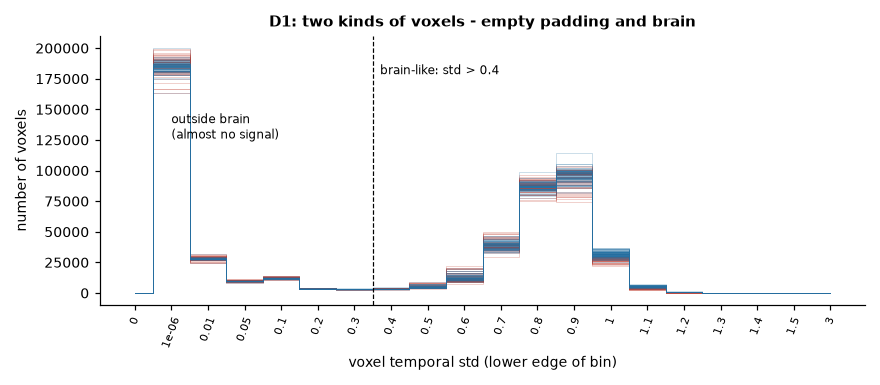 D1: two kinds of voxels - empty padding and brain
200000
175000
150000
125000
100000
75000
50000
25000
0
number of voxels
brain-like: std > 0.4
outside brain
(almost no signal)
0 1e-06 0.01 0.05 0.1 0.2 0.3 0.4 0.5 0.6 0.7 0.8 0.9 1 1.1 1.2 1.3 1.4 1.5 3
voxel temporal std (lower edge of bin)